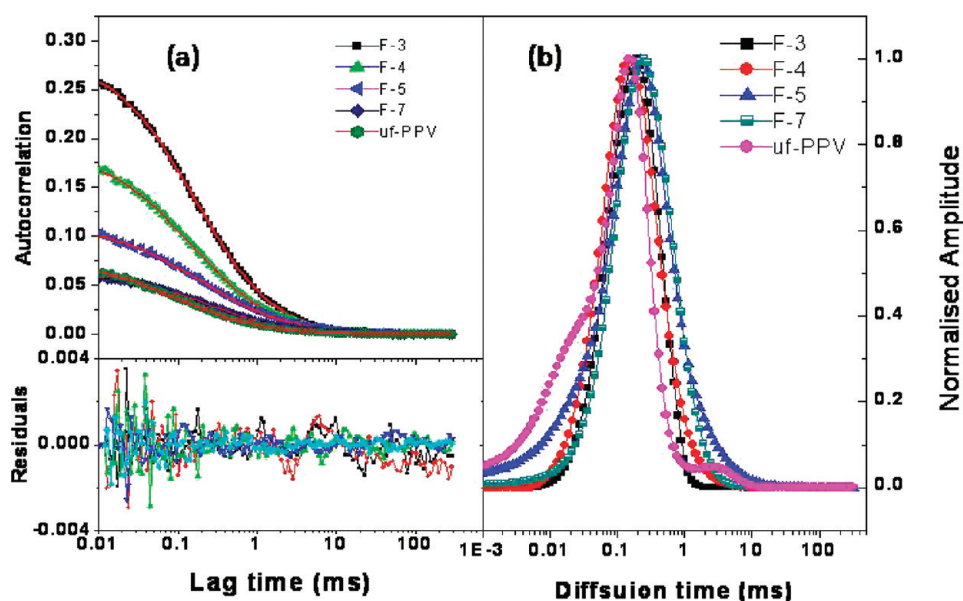 (a)
F-3
F-4
F-5
F-7
uf-PPV
Autocorrelation
0.30
0.25
0.20
0.15
0.10
0.05
0.00
0.004
0.000
-0.004
Residuals
0.01 0.1 1 10 100
Lag time (ms)
(b)
F-3
F-4
F-5
F-7
uf-PPV
1.0
0.8
0.6
0.4
0.2
0.0
Normalised Amplitude
1E-3 0.01 0.1 1 10 100
Diffsuion time (ms)